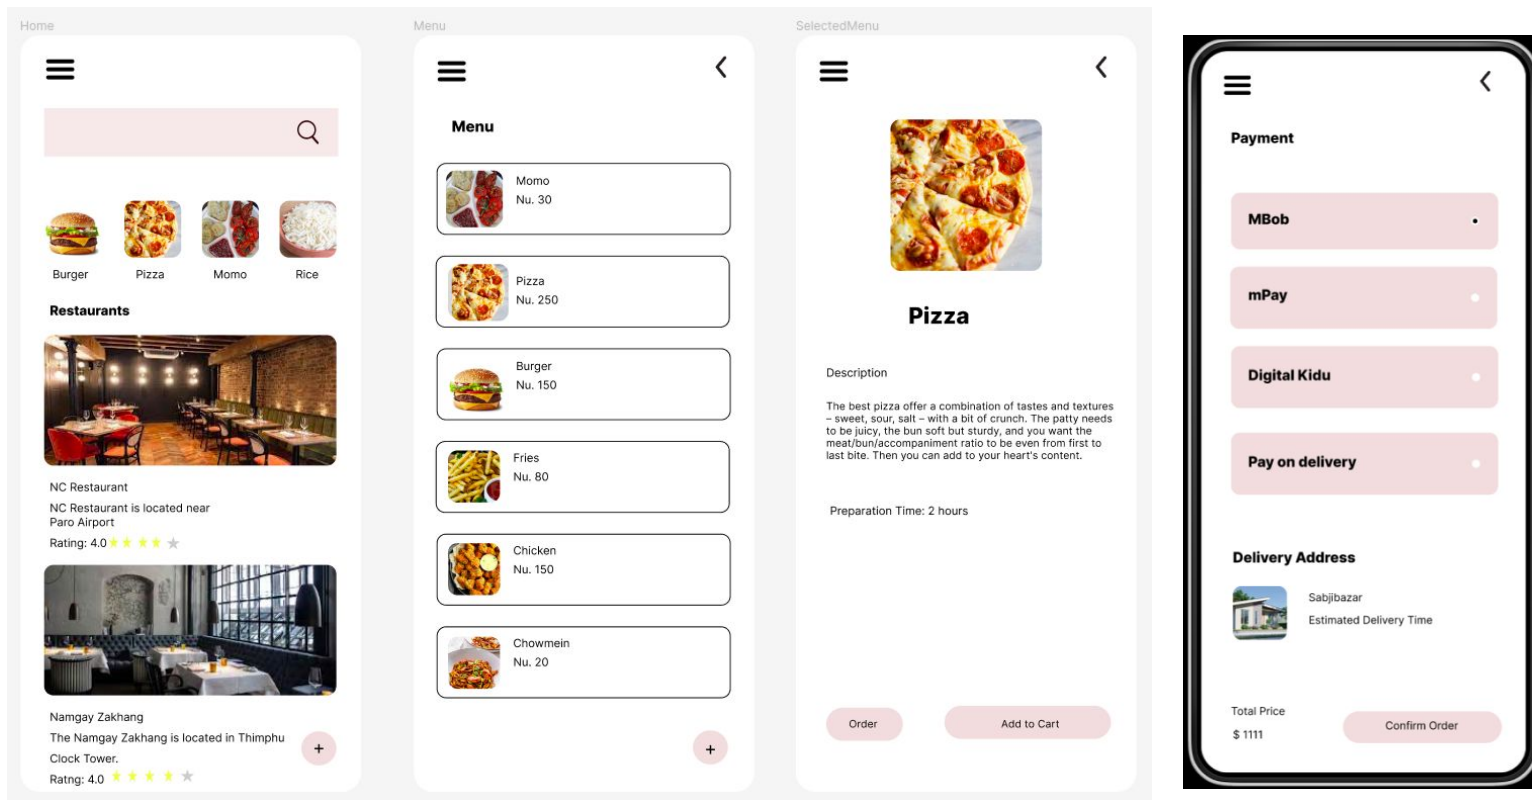 Home
Burger
Pizza
Momo
Rice
Restaurants
NC Restaurant
NC Restaurant is located near
Paro Airport
Rating: 4.0
Namgay Zakhang
The Namgay Zakhang is located in Thimphu
Clock Tower.
Ratng: 4.0
+
Menu
Menu
Momo
Nu. 30
Pizza
Nu. 250
Burger
Nu. 150
Fries
Nu. 80
Chicken
Nu. 150
Chowmein
Nu. 20
+
SelectedMenu
Pizza
Description
The best pizza offer a combination of tastes and textures
– sweet, sour, salt – with a bit of crunch. The patty needs
to be juicy, the bun soft but sturdy, and you want the
meat/bun/accompaniment ratio to be even from first to
last bite. Then you can add to your heart's content.
Preparation Time: 2 hours
Order
Add to Cart
Payment
MBob
mPay
Digital Kidu
Pay on delivery
Delivery Address
Sabjibazar
Estimated Delivery Time
Total Price
$ 1111
Confirm Order